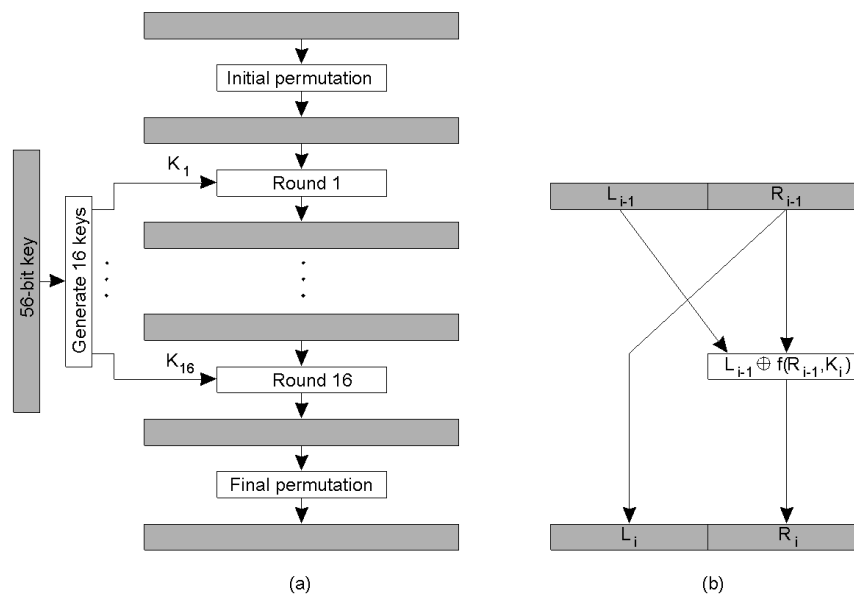 Initial permutation
K₁
Round 1
56-bit key
Generate 16 keys
K₁₆
Round 16
Final permutation
(a)
Lᵢ₋₁
Rᵢ₋₁
Lᵢ₋₁ ⊕ f(Rᵢ₋₁,Kᵢ)
Lᵢ
Rᵢ
(b)